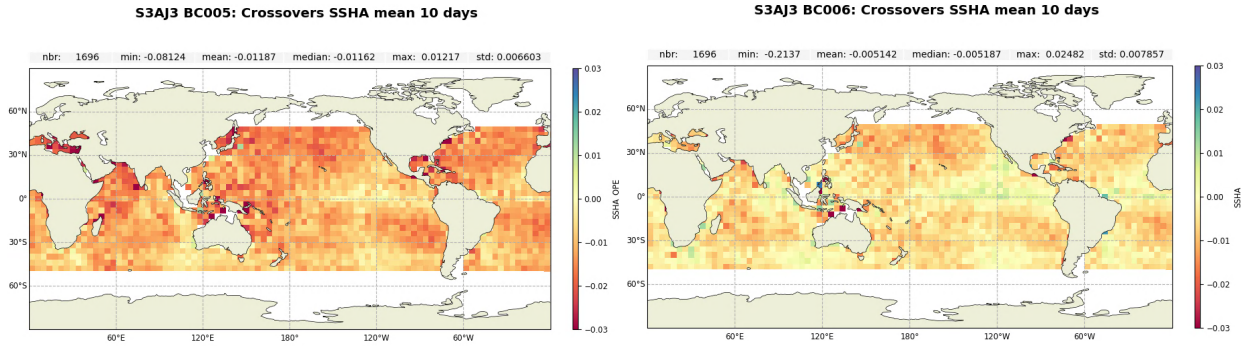 S3AJ3 BC005: Crossovers SSHA mean 10 days
nbr: 1696 min: -0.08124 mean: -0.01187 median: -0.01162 max: 0.01217 std: 0.006603
60°N
30°N
0°
30°S
60°S
60°E
120°E
180°
120°W
60°W
0.03
0.02
0.01
0.00
−0.01
−0.02
−0.03
SSHA OPE
S3AJ3 BC006: Crossovers SSHA mean 10 days
nbr: 1696 min: -0.2137 mean: -0.005142 median: -0.005187 max: 0.02482 std: 0.007857
60°N
30°N
0°
30°S
60°S
60°E
120°E
180°
120°W
60°W
0.03
0.02
0.01
0.00
−0.01
−0.02
−0.03
SSHA